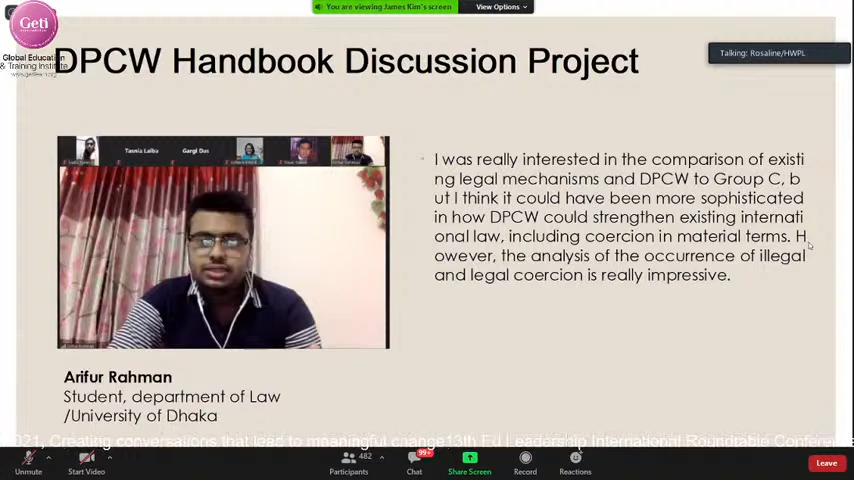 Geti
Global Education
& Training Institute
You are viewing James Kim's screen
View Options
Talking: Rosaline/HWPL
DPCW Handbook Discussion Project
Tasnia Laiba
Gargi Das
I was really interested in the comparison of existi
ng legal mechanisms and DPCW to Group C, b
ut I think it could have been more sophisticated
in how DPCW could strengthen existing internati
onal law, including coercion in material terms. H
owever, the analysis of the occurrence of illegal
and legal coercion is really impressive.
Arifur Rahman
Student, department of Law
/University of Dhaka
2021, Creating conversations that lead to meaningful change13th Ed Leadership International Roundtable Conference
Unmute
Start Video
482
Participants
99+
Chat
Share Screen
Record
Reactions
Leave